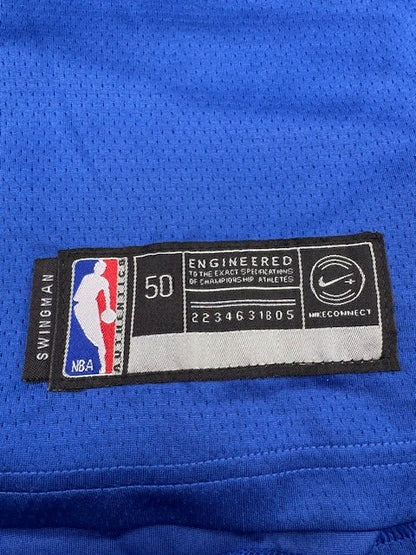 SWINGMAN
NBA
AUTHENTICS
50
ENGINEERED
TO THE EXACT SPECIFICATIONS
OF CHAMPIONSHIP ATHLETES
2234631805
NIKECONNECT